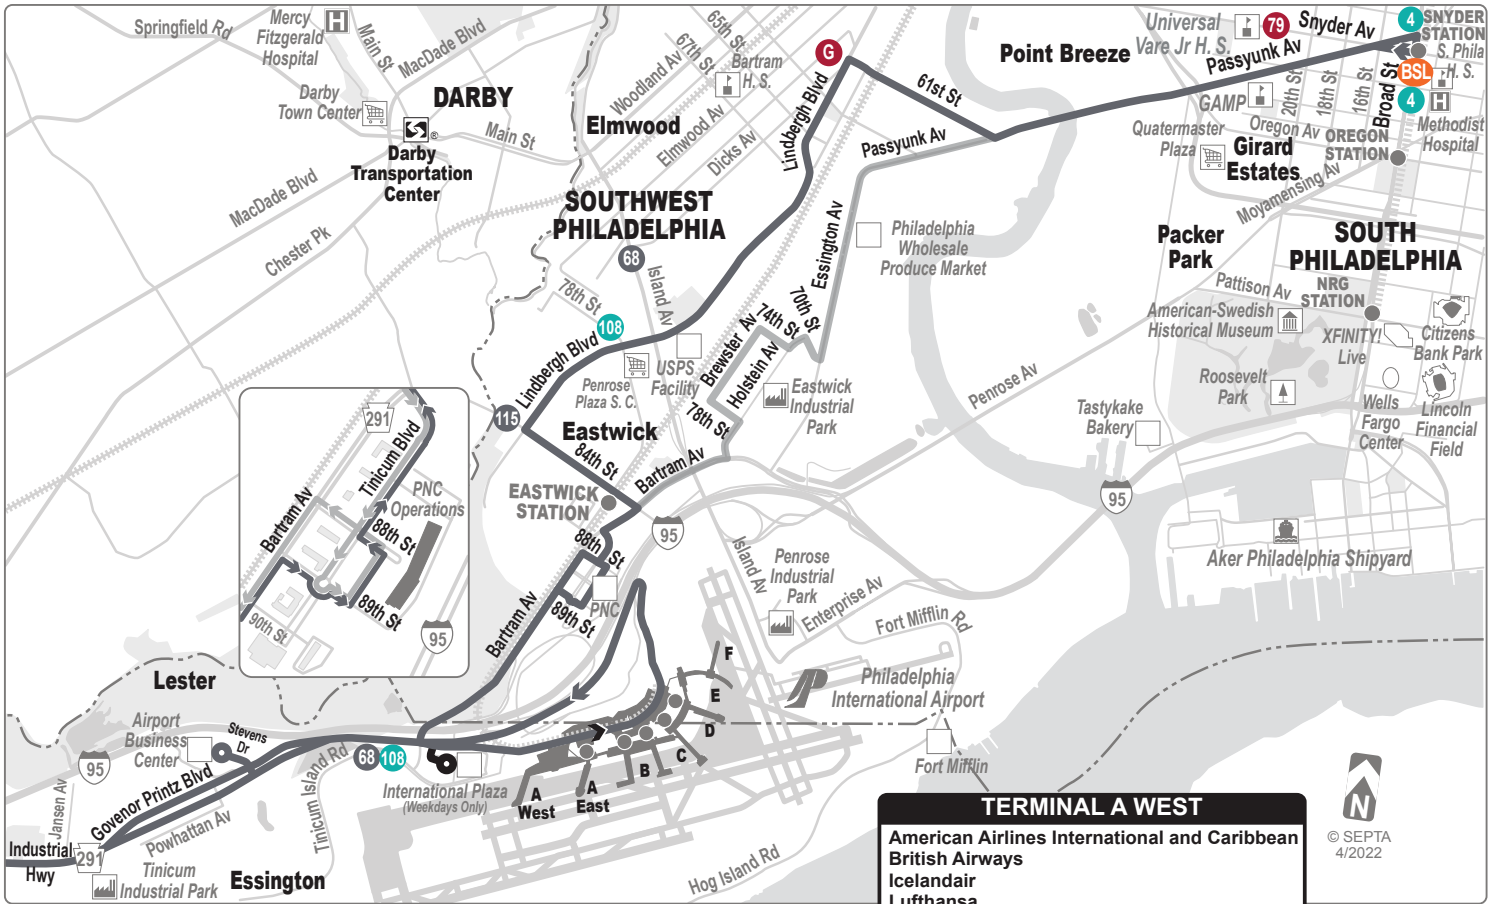 Springfield Rd
Mercy
Fitzgerald
Hospital
H
Main St
MacDade Blvd
DARBY
Darby
Town Center
Main St
®
Darby
Transportation
Center
MacDade Blvd
Chester Pk
65th St
67th St
Woodland Av
Bartram
H. S.
Elmwood
Elmwood Av
Dicks Av
SOUTHWEST
PHILADELPHIA
68
Island Av
78th St
108
Lindbergh Blvd
G
Lindbergh Blvd
61st St
Passyunk Av
Essington Av
Philadelphia
Wholesale
Produce Market
Point Breeze
Universal
Vare Jr H. S.
79
Snyder Av
Passyunk Av
4
SNYDER
STATION
S. Phila
H. S.
BSL
4
H
Methodist
Hospital
20th St
18th St
16th St
Broad St
GAMP
Oregon Av
OREGON
STATION
Quatermaster
Plaza
Girard
Estates
Moyamensing Av
Packer
Park
SOUTH
PHILADELPHIA
Pattison Av
NRG
STATION
American-Swedish
Historical Museum
XFINITY!
Live
Citizens
Bank Park
Roosevelt
Park
Wells
Fargo
Center
Lincoln
Financial
Field
Tastykake
Bakery
Penrose Av
95
Aker Philadelphia Shipyard
USPS
Facility
Penrose
Plaza S. C.
115
Eastwick
84th St
EASTWICK
STATION
Brewster Av
74th St
70th St
Holstein Av
78th St
Eastwick
Industrial
Park
Bartram Av
95
88th St
PNC
89th St
Bartram Av
Island Av
Penrose
Industrial
Park
Enterprise Av
Fort Mifflin Rd
Philadelphia
International Airport
Fort Mifflin
F
E
D
C
B
A
East
A
West
291
Tinicum Blvd
PNC
Operations
Bartram Av
88th St
89th St
90th St
95
Lester
Airport
Business
Center
Stevens
Dr
95
Jansen Av
Govenor Printz Blvd
Powhattan Av
Tinicum Island Rd
68
108
International Plaza
(Weekdays Only)
Industrial
Hwy
291
Tinicum
Industrial Park
Essington
Hog Island Rd
TERMINAL A WEST
American Airlines International and Caribbean
British Airways
Icelandair
Lufthansa
N
© SEPTA
4/2022